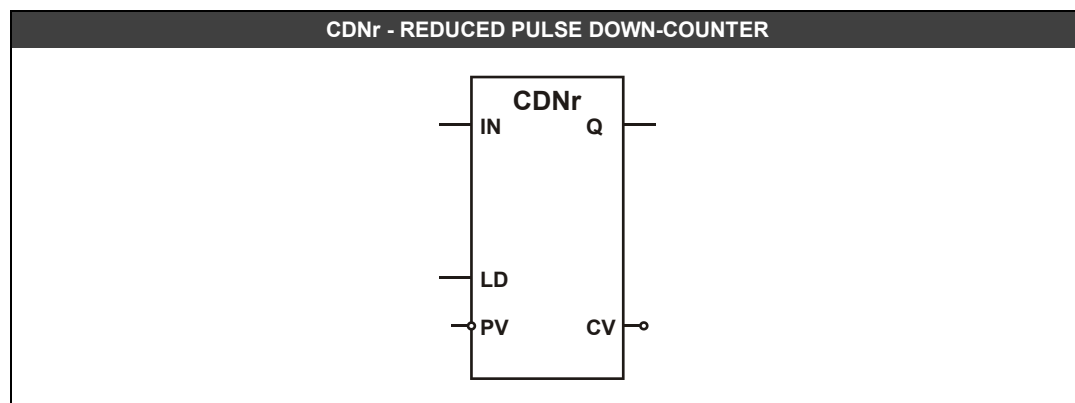 CDNr - REDUCED PULSE DOWN-COUNTER
CDNr
IN Q
LD
PV CV